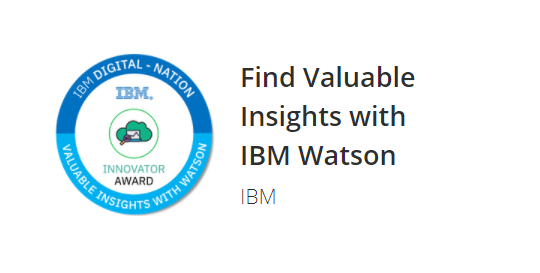 IBM DIGITAL - NATION
IBM.
INNOVATOR
AWARD
VALUABLE INSIGHTS WITH WATSON
Find Valuable
Insights with
IBM Watson
IBM